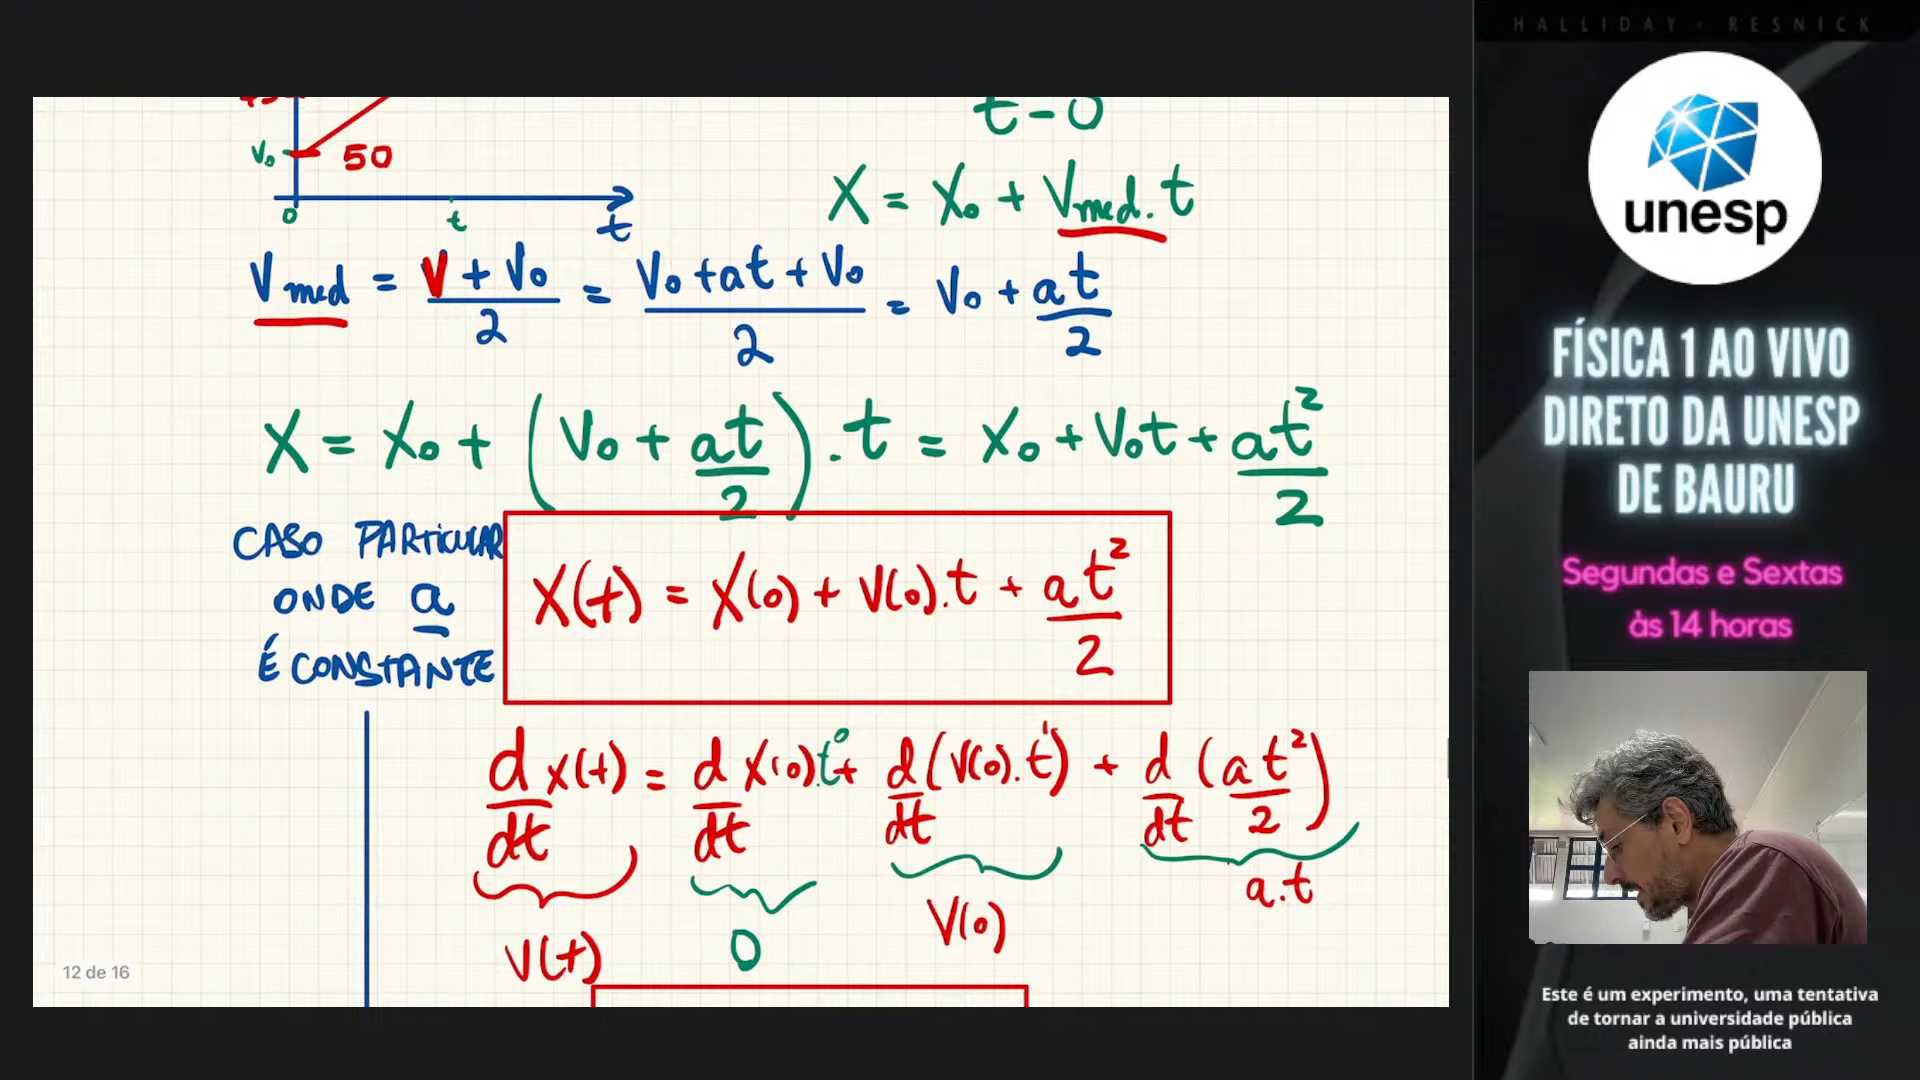 HALLIDAY • RESNICK
t - 0
V₀ 50
0 t t
X = X₀ + Vmed. t
Vmed = V + V₀ / 2 = V₀ + at + V₀ / 2 = V₀ + at / 2
X = X₀ + (V₀ + at/2) . t = X₀ + V₀t + at²/2
CASO PARTICULAR
ONDE a
É CONSTANTE
X(t) = X(0) + V(0).t + at²/2
d/dt x(t) = d/dt X(0)t⁰ + d/dt (V(0).t¹) + d/dt (at²/2)
V(t) 0 V(0) a.t
12 de 16
unesp
FÍSICA 1 AO VIVO
DIRETO DA UNESP
DE BAURU
Segundas e Sextas
às 14 horas
Este é um experimento, uma tentativa
de tornar a universidade pública
ainda mais pública